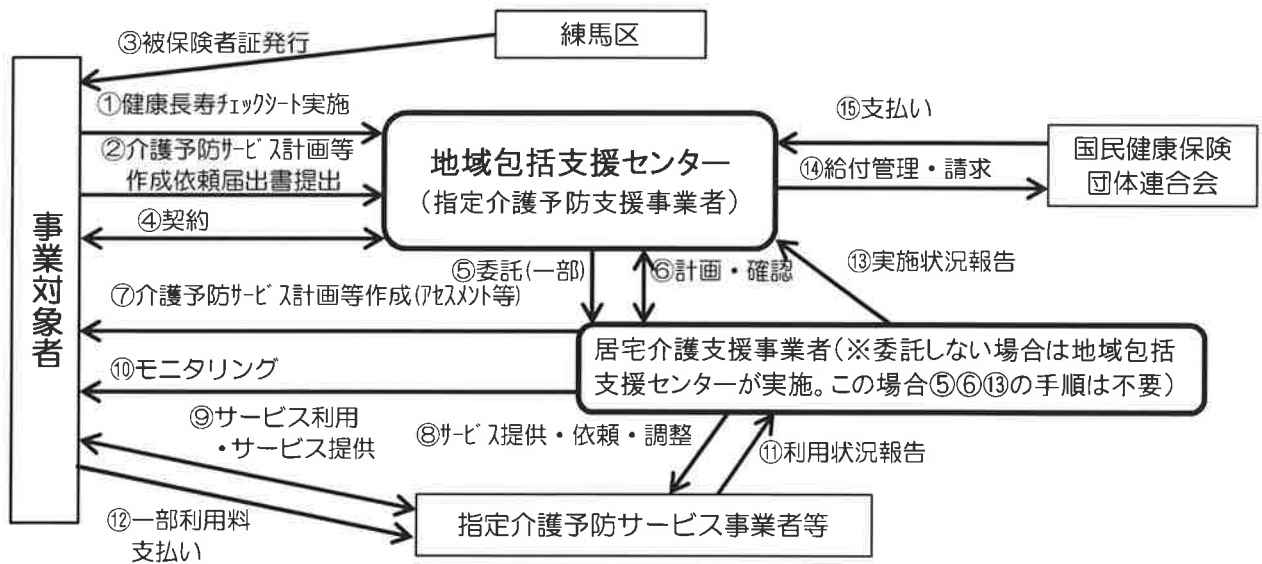 練馬区
③被保険者証発行
①健康長寿ﾁｪｯｸｼｰﾄ実施
②介護予防ｻｰﾋﾞｽ計画等
作成依頼届出書提出
④契約
事業対象者
地域包括支援センター
（指定介護予防支援事業者）
⑮支払い
⑭給付管理・請求
国民健康保険
団体連合会
⑤委託(一部)
⑥計画・確認
⑬実施状況報告
⑦介護予防ｻｰﾋﾞｽ計画等作成(ｱｾｽﾒﾝﾄ等)
居宅介護支援事業者(※委託しない場合は地域包括
支援センターが実施。この場合⑤⑥⑬の手順は不要)
⑩モニタリング
⑨サービス利用
・サービス提供
⑧ｻｰﾋﾞｽ提供・依頼・調整
⑪利用状況報告
⑫一部利用料
支払い
指定介護予防サービス事業者等